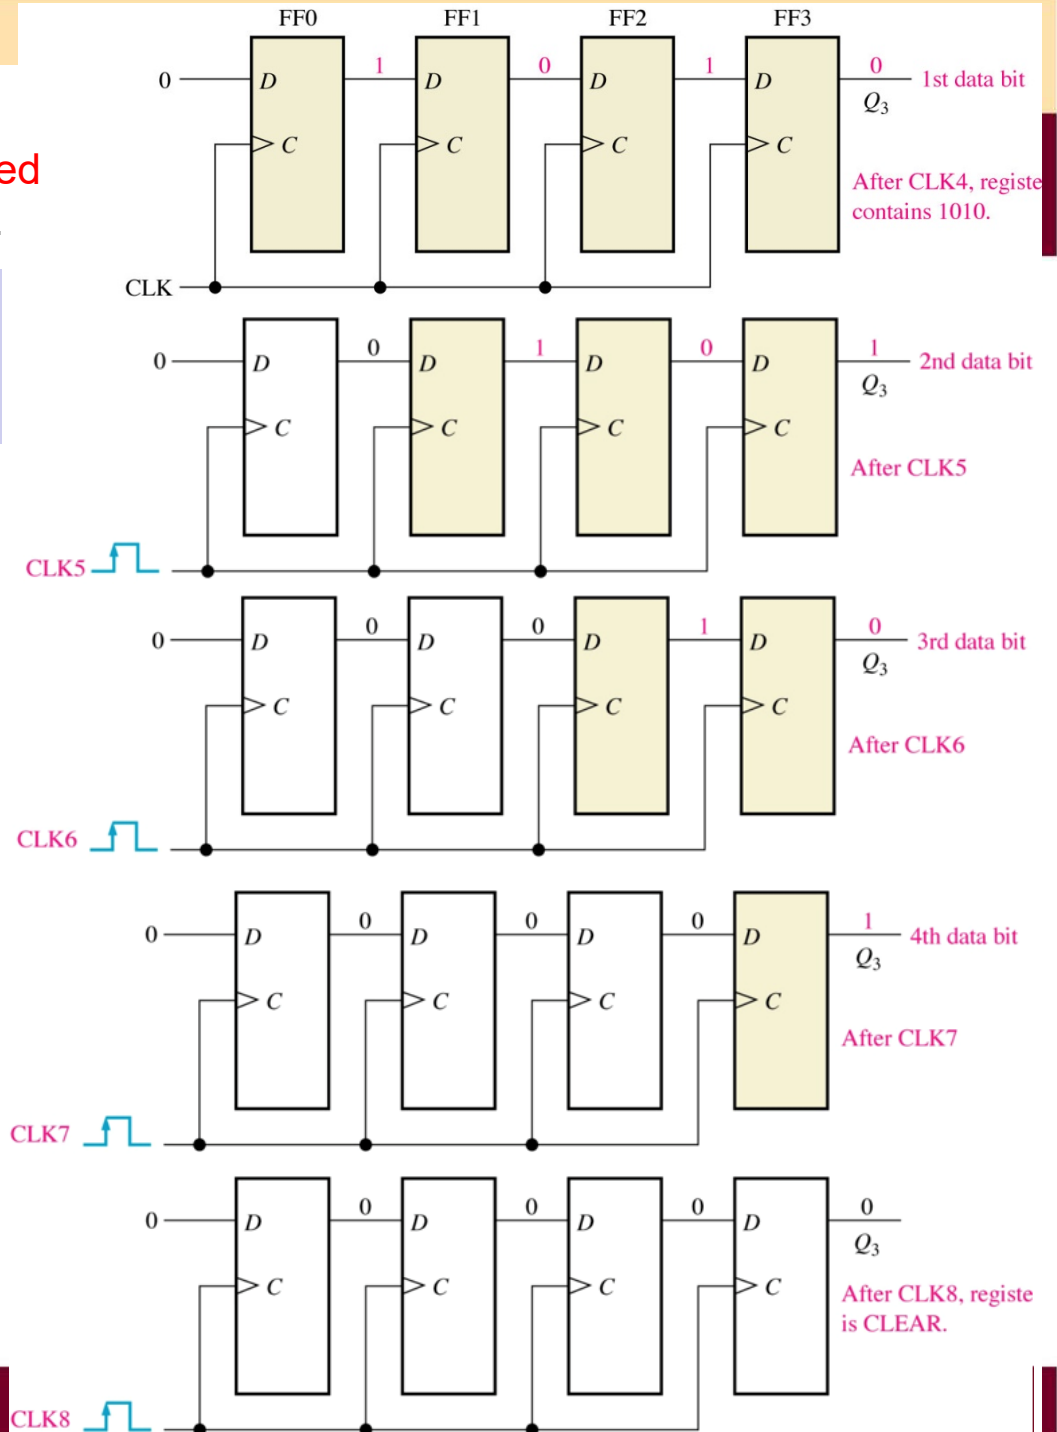 FF0 FF1 FF2 FF3
0 D 1 D 0 D 1 D 0 1st data bit
Q3
C C C C
ed
After CLK4, registe
contains 1010.
CLK
0 D 0 D 1 D 0 D 1 2nd data bit
Q3
C C C C
After CLK5
CLK5
0 D 0 D 0 D 1 D 0 3rd data bit
Q3
C C C C
After CLK6
CLK6
0 D 0 D 0 D 0 D 1 4th data bit
Q3
C C C C
After CLK7
CLK7
0 D 0 D 0 D 0 D 0
Q3
C C C C
After CLK8, registe
is CLEAR.
CLK8